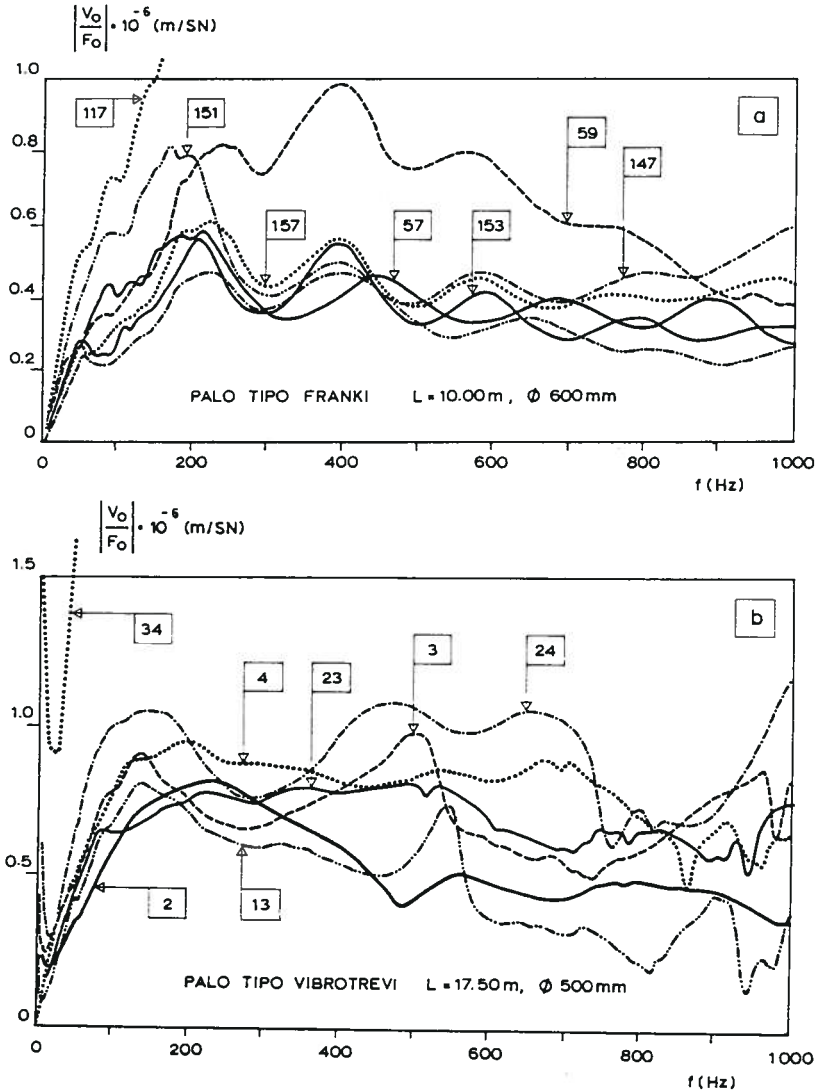 |V₀/F₀| • 10⁻⁶ (m/SN)
1.0
0.8
0.6
0.4
0.2
0
117
151
a
59
147
157
57
153
PALO TIPO FRANKI L = 10.00 m, Ø 600 mm
0 200 400 600 800 1000
f (Hz)
|V₀/F₀| • 10⁻⁶ (m/SN)
1.5
1.0
0.5
0
34
b
4
23
3
24
2
13
PALO TIPO VIBROTREVI L = 17.50 m, Ø 500 mm
0 200 400 600 800 1000
f (Hz)